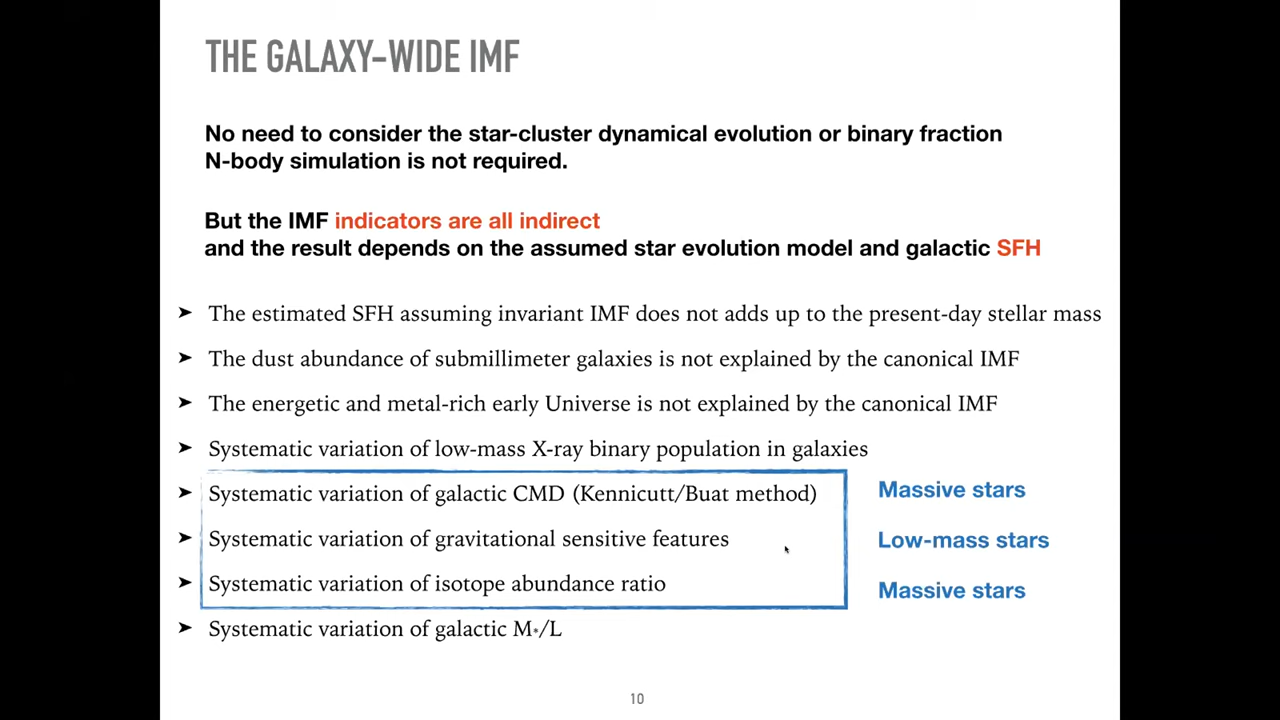 THE GALAXY-WIDE IMF
No need to consider the star-cluster dynamical evolution or binary fraction
N-body simulation is not required.
But the IMF indicators are all indirect
and the result depends on the assumed star evolution model and galactic SFH
➤ The estimated SFH assuming invariant IMF does not adds up to the present-day stellar mass
➤ The dust abundance of submillimeter galaxies is not explained by the canonical IMF
➤ The energetic and metal-rich early Universe is not explained by the canonical IMF
➤ Systematic variation of low-mass X-ray binary population in galaxies
➤ Systematic variation of galactic CMD (Kennicutt/Buat method)
Massive stars
➤ Systematic variation of gravitational sensitive features
Low-mass stars
➤ Systematic variation of isotope abundance ratio
Massive stars
➤ Systematic variation of galactic M*/L
10